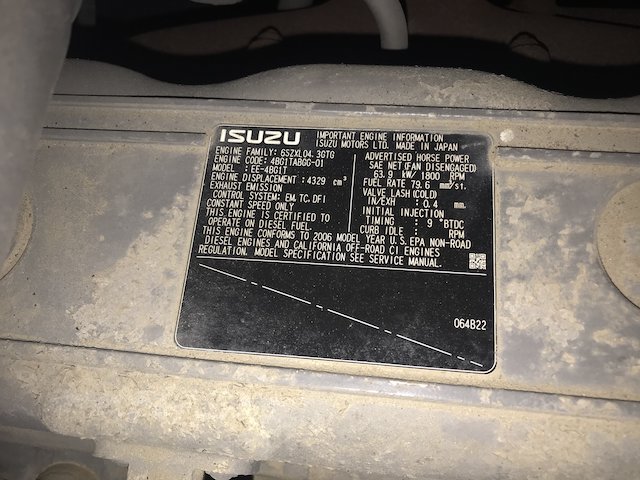 ISUZU
IMPORTANT ENGINE INFORMATION
ISUZU MOTORS LTD. MADE IN JAPAN
ENGINE FAMILY: 6SZXL04.3GTG
ENGINE CODE: 4BG1TABGG-01
MODEL: EE-4BG1T
ENGINE DISPLACEMENT: 4329 cm³
EXHAUST EMISSION
CONTROL SYSTEM: EM,TC,DFI
CONSTANT SPEED ONLY
THIS ENGINE IS CERTIFIED TO
OPERATE ON DIESEL FUEL.
ADVERTISED HORSE POWER
SAE NET(FAN DISENGAGED)
63.9 kW/ 1800 RPM
FUEL RATE 79.6 mm³/st.
VALVE LASH(COLD)
IN/EXH : 0.4 mm.
INITIAL INJECTION
TIMING : 9 °BTDC
CURB IDLE : RPM
THIS ENGINE CONFORMS TO 2006 MODEL YEAR U.S.EPA NON-ROAD
DIESEL ENGINES AND CALIFORNIA OFF-ROAD CI ENGINES
REGULATION. MODEL SPECIFICATION SEE SERVICE MANUAL.
064B22